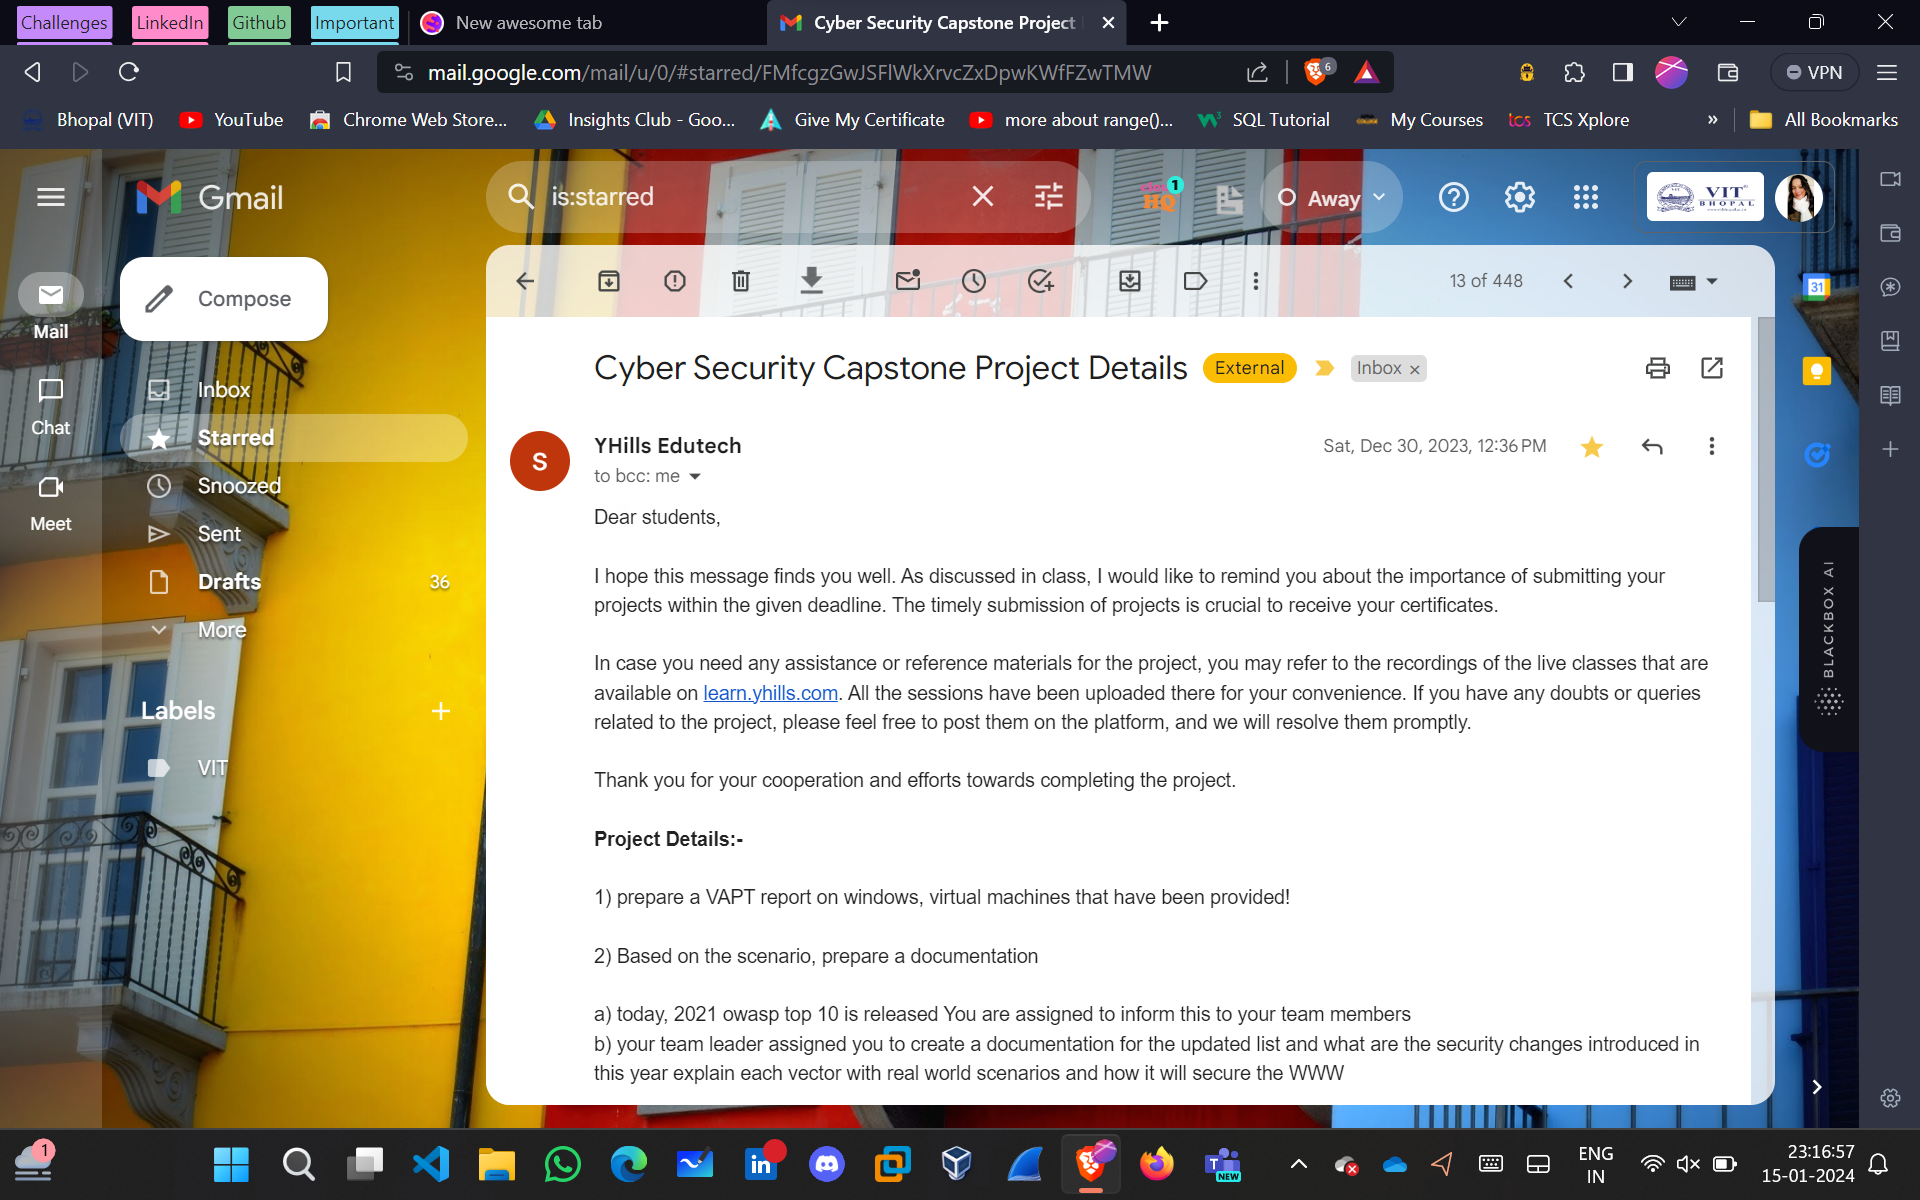 Challenges LinkedIn Github Important New awesome tab Cyber Security Capstone Project
mail.google.com/mail/u/0/#starred/FMfcgzGwJSFlWkXrvcZxDpwKWfFZwTMW 6 VPN
Bhopal (VIT) YouTube Chrome Web Store... Insights Club - Goo... Give My Certificate more about range()... SQL Tutorial My Courses tcs TCS Xplore » All Bookmarks
Gmail is:starred HQ 1 Away VIT BHOPAL
Compose
13 of 448
31
Mail
Chat
Meet
Inbox
Starred
Snoozed
Sent
Drafts 36
More
Labels +
VIT
Cyber Security Capstone Project Details External Inbox ×
S YHills Edutech Sat, Dec 30, 2023, 12:36 PM
to bcc: me
Dear students,
I hope this message finds you well. As discussed in class, I would like to remind you about the importance of submitting your
projects within the given deadline. The timely submission of projects is crucial to receive your certificates.
In case you need any assistance or reference materials for the project, you may refer to the recordings of the live classes that are
available on learn.yhills.com. All the sessions have been uploaded there for your convenience. If you have any doubts or queries
related to the project, please feel free to post them on the platform, and we will resolve them promptly.
Thank you for your cooperation and efforts towards completing the project.
Project Details:-
1) prepare a VAPT report on windows, virtual machines that have been provided!
2) Based on the scenario, prepare a documentation
a) today, 2021 owasp top 10 is released You are assigned to inform this to your team members
b) your team leader assigned you to create a documentation for the updated list and what are the security changes introduced in
this year explain each vector with real world scenarios and how it will secure the WWW
BLACKBOX AI
1 in T NEW ENG
IN 23:16:57
15-01-2024